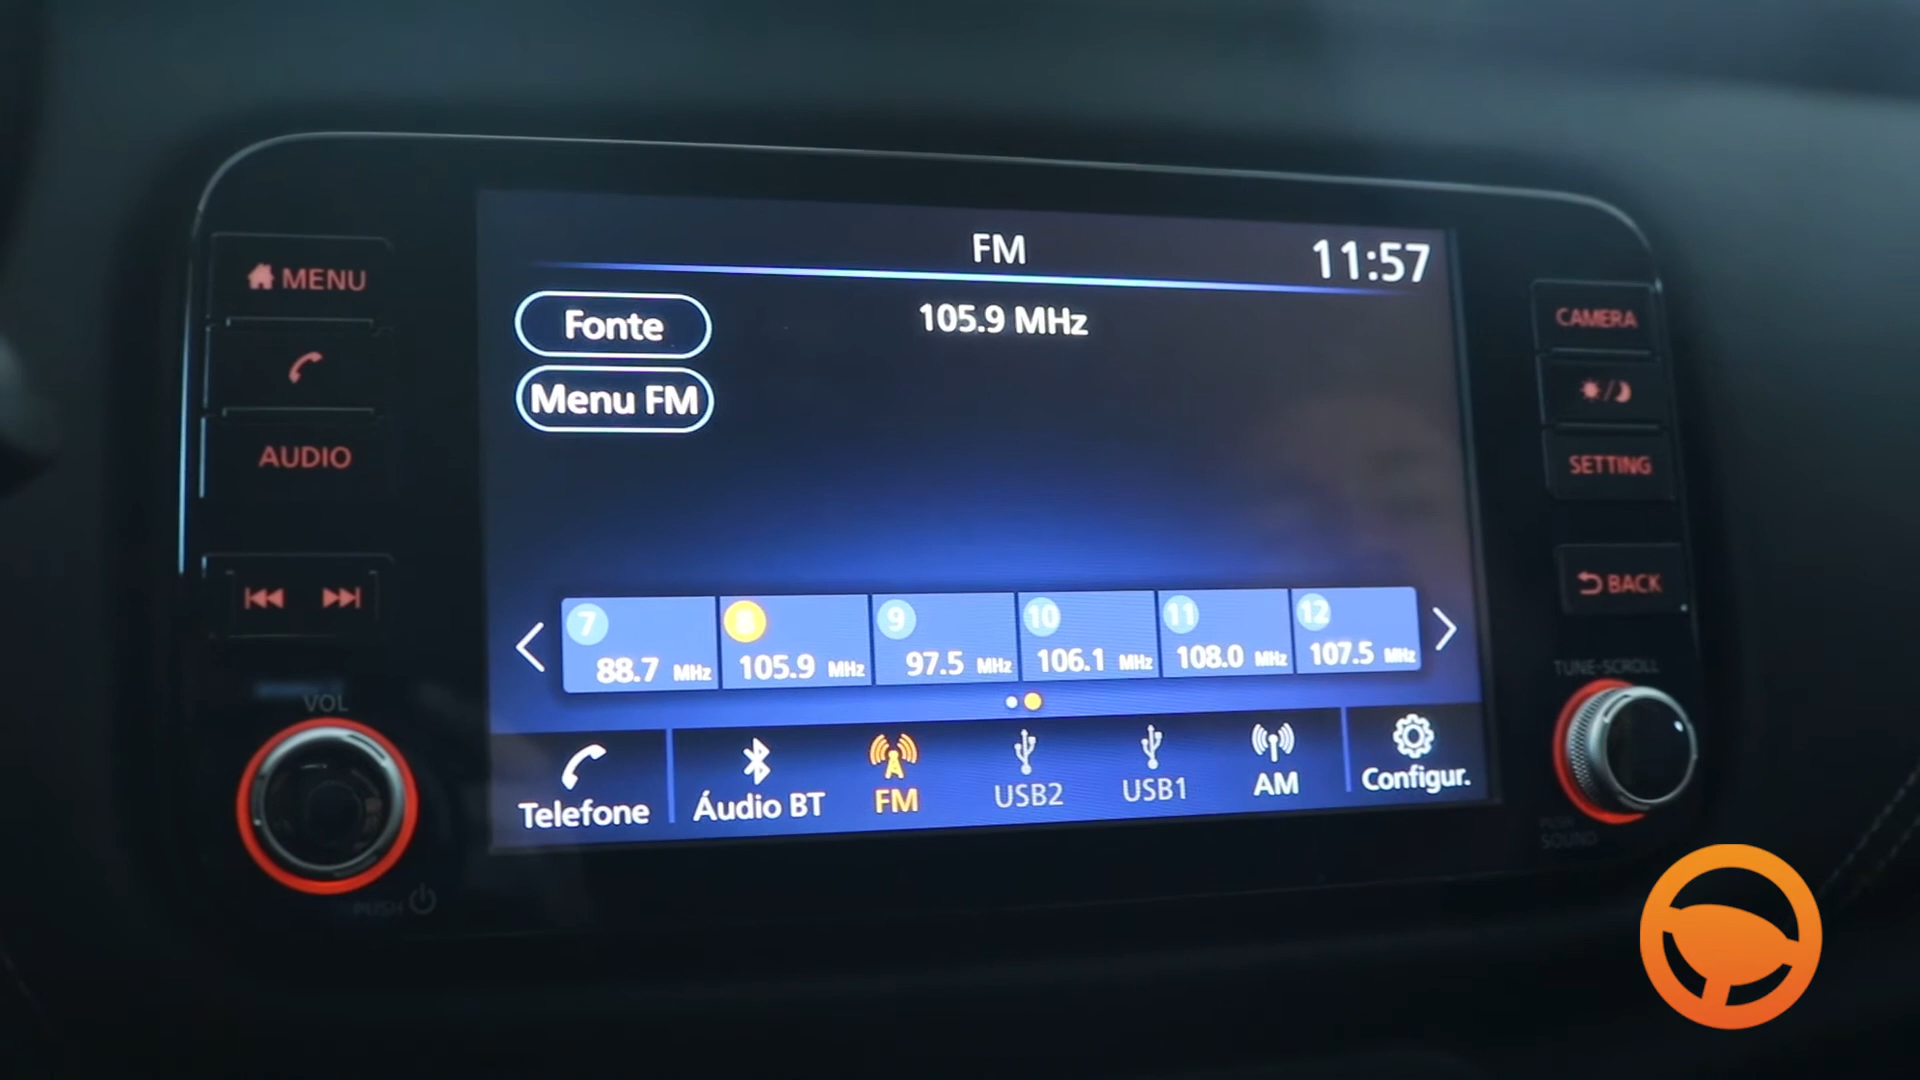 MENU
AUDIO
VOL
PUSH
FM
11:57
Fonte
105.9 MHz
Menu FM
7
8
9
10
11
12
88.7 MHz
105.9 MHz
97.5 MHz
106.1 MHz
108.0 MHz
107.5 MHz
Telefone
Áudio BT
FM
USB2
USB1
AM
Configur.
CAMERA
SETTING
BACK
TUNE-SCROLL
PUSH
SOUND